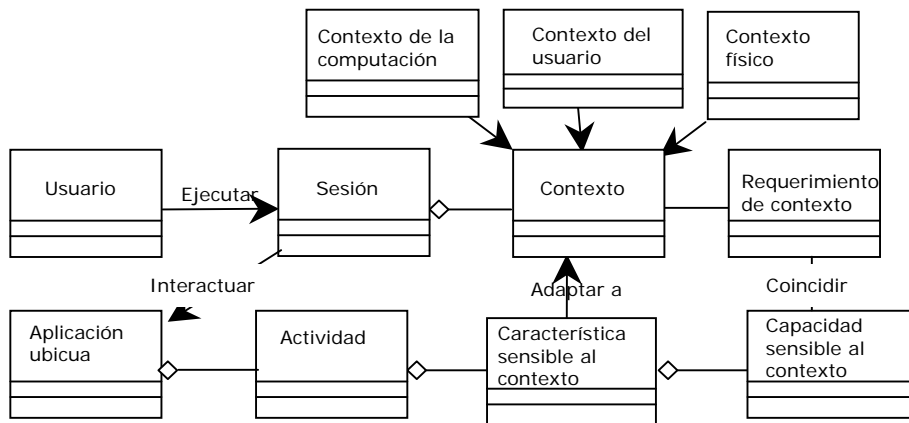 Contexto de la
computación
Contexto del
usuario
Contexto
físico
Usuario
Ejecutar
Sesión
Contexto
Requerimiento
de contexto
Interactuar
Adaptar a
Coincidir
Aplicación
ubicua
Actividad
Característica
sensible al
contexto
Capacidad
sensible al
contexto